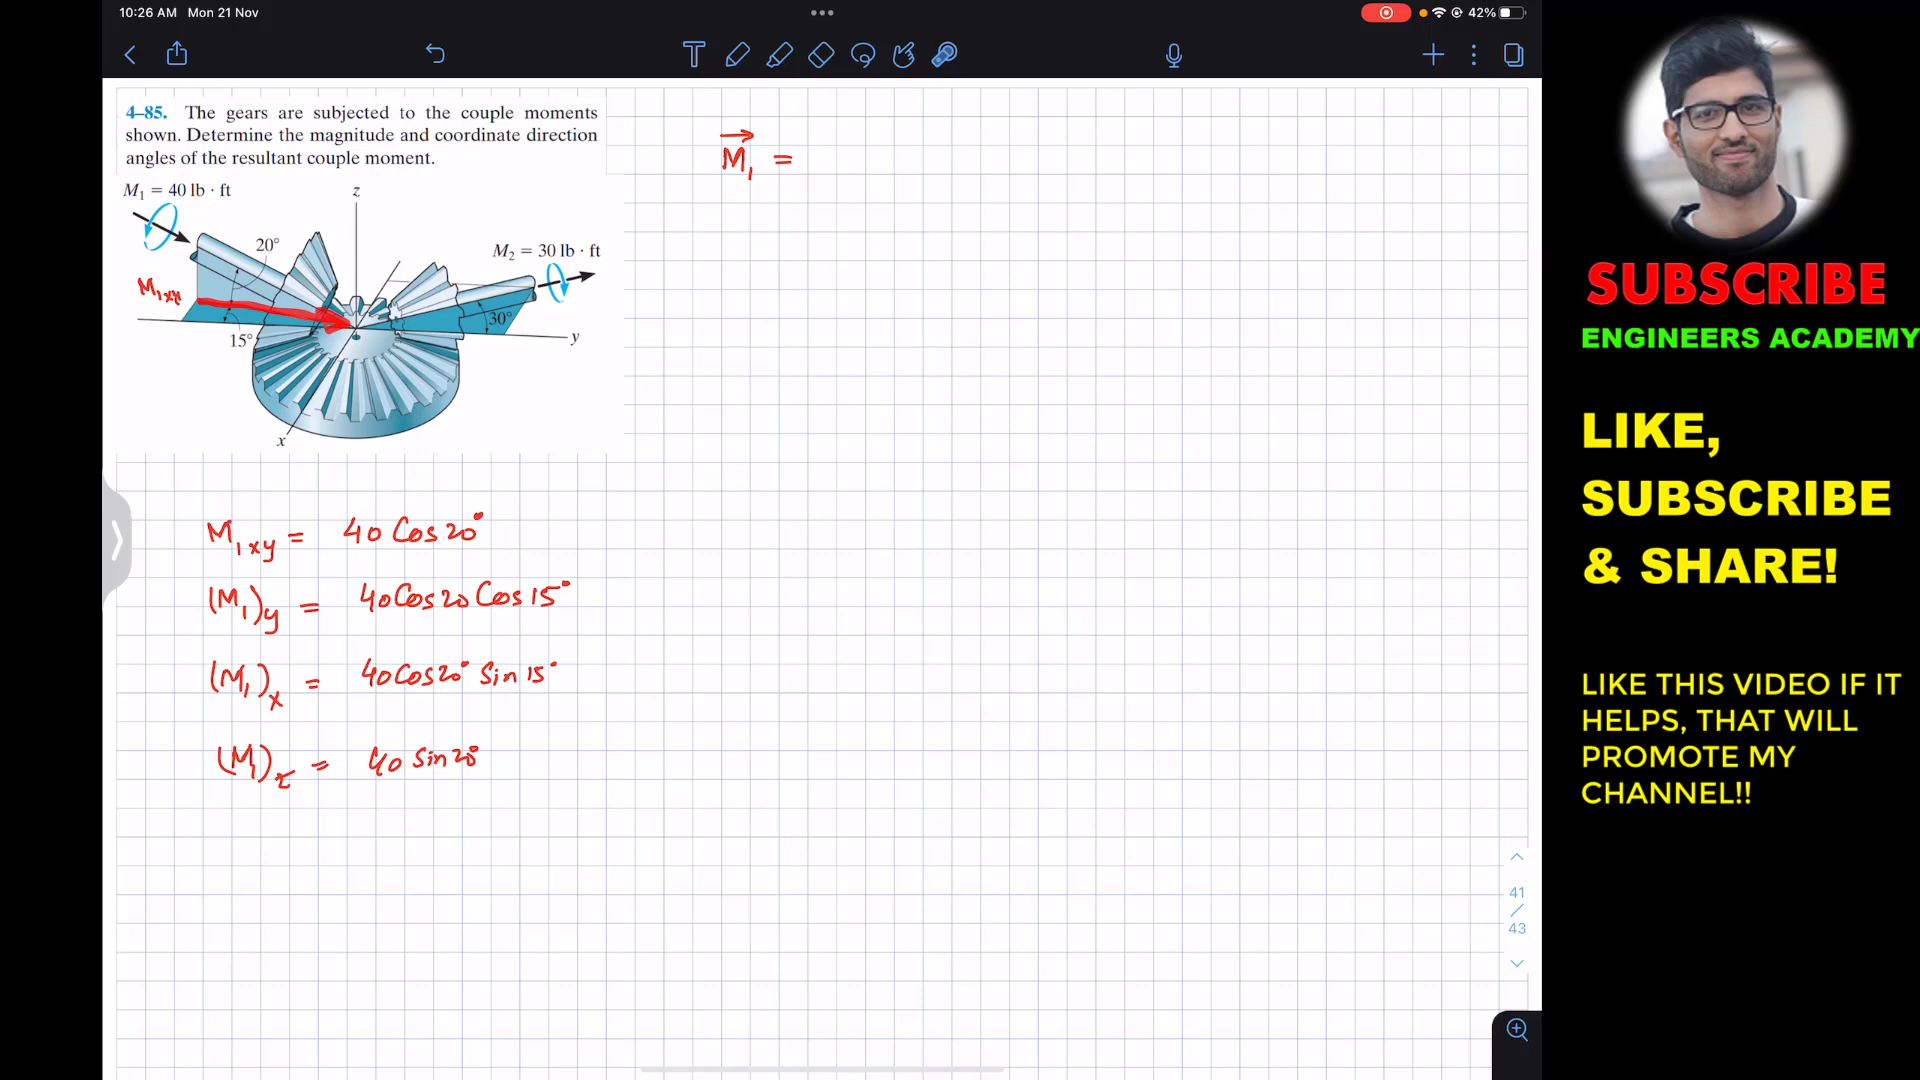 10:26 AM Mon 21 Nov
42%
4–85. The gears are subjected to the couple moments
shown. Determine the magnitude and coordinate direction
angles of the resultant couple moment.
M1 = 40 lb · ft
z
20°
M2 = 30 lb · ft
M1xy
30°
15°
y
x
M1xy = 40 Cos20°
(M1)y = 40Cos20 Cos15°
(M1)x = 40Cos20° Sin15°
(M1)z = 40 Sin20°
M1 =
41
/
43
SUBSCRIBE
ENGINEERS ACADEMY
LIKE,
SUBSCRIBE
& SHARE!
LIKE THIS VIDEO IF IT
HELPS, THAT WILL
PROMOTE MY
CHANNEL!!